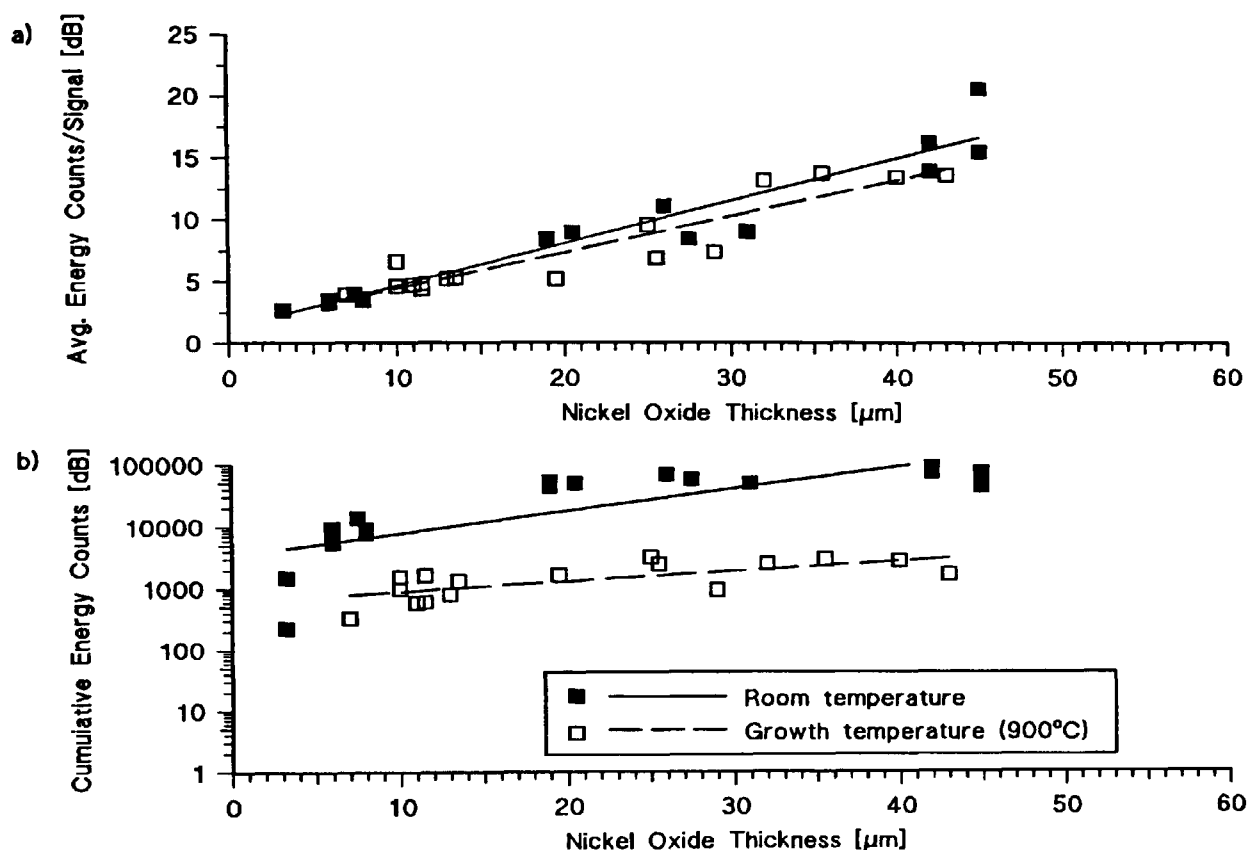 a)
Avg. Energy Counts/Signal [dB]
25
20
15
10
5
0
0 10 20 30 40 50 60
Nickel Oxide Thickness [µm]
b)
Cumulative Energy Counts [dB]
100000
10000
1000
100
10
1
Room temperature
Growth temperature (900°C)
0 10 20 30 40 50 60
Nickel Oxide Thickness [µm]